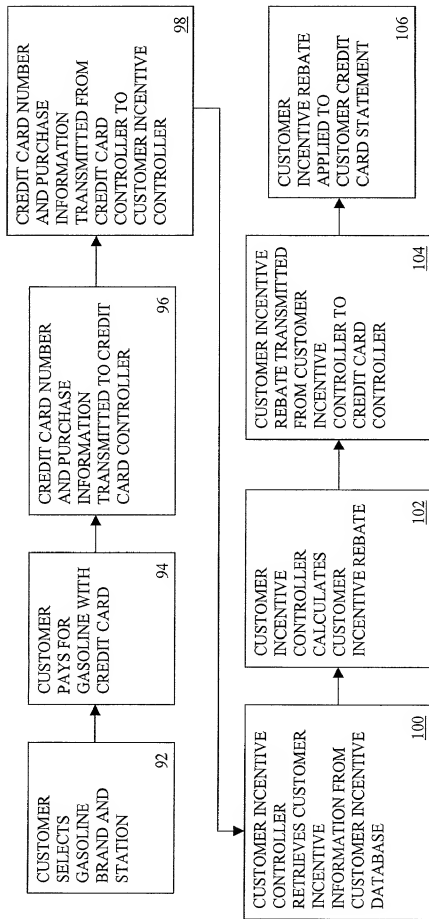 CUSTOMER
SELECTS
GASOLINE
BRAND AND
STATION
92
CUSTOMER
PAYS FOR
GASOLINE WITH
CREDIT CARD
94
CREDIT CARD NUMBER
AND PURCHASE
INFORMATION
TRANSMITTED TO CREDIT
CARD CONTROLLER
96
CREDIT CARD NUMBER
AND PURCHASE
INFORMATION
TRANSMITTED FROM
CREDIT CARD
CONTROLLER TO
CUSTOMER INCENTIVE
CONTROLLER
98
CUSTOMER INCENTIVE
CONTROLLER
RETRIEVES CUSTOMER
INCENTIVE
INFORMATION FROM
CUSTOMER INCENTIVE
DATABASE
100
CUSTOMER
INCENTIVE
CONTROLLER
CALCULATES
CUSTOMER
INCENTIVE REBATE
102
CUSTOMER INCENTIVE
REBATE TRANSMITTED
FROM CUSTOMER
INCENTIVE
CONTROLLER TO
CREDIT CARD
CONTROLLER
104
CUSTOMER
INCENTIVE REBATE
APPLIED TO
CUSTOMER CREDIT
CARD STATEMENT
106